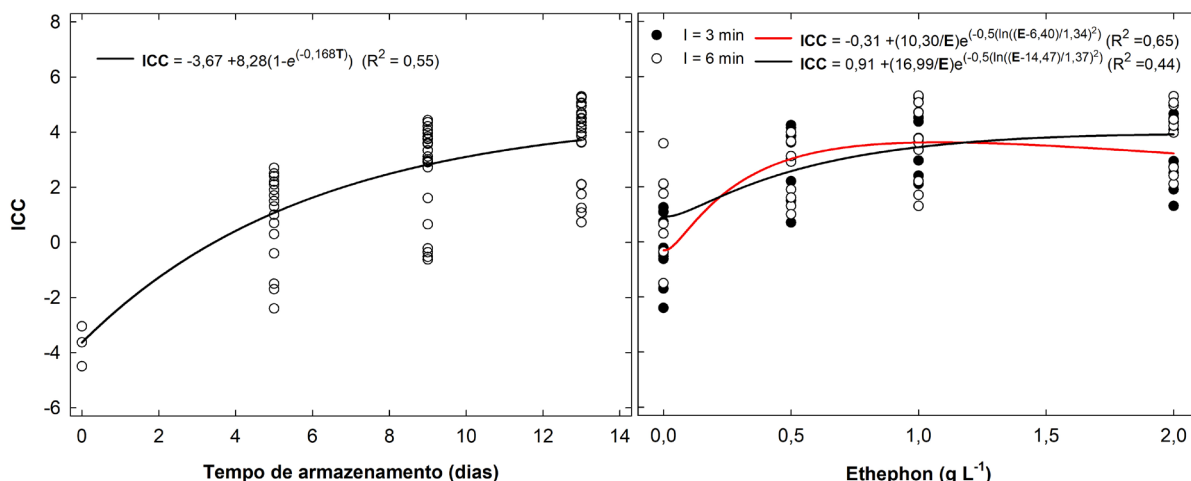 8
6
4
2
0
-2
-4
-6
ICC
ICC = -3,67 +8,28(1-e^(-0,168T)) (R² = 0,55)
0 2 4 6 8 10 12 14
Tempo de armazenamento (dias)
I = 3 min ICC = -0,31 +(10,30/E)e^(-0,5(ln((E-6,40)/1,34)²) (R² =0,65)
I = 6 min ICC = 0,91 +(16,99/E)e^(-0,5(ln((E-14,47)/1,37)²) (R² =0,44)
0,0 0,5 1,0 1,5 2,0
Ethephon (g L⁻¹)